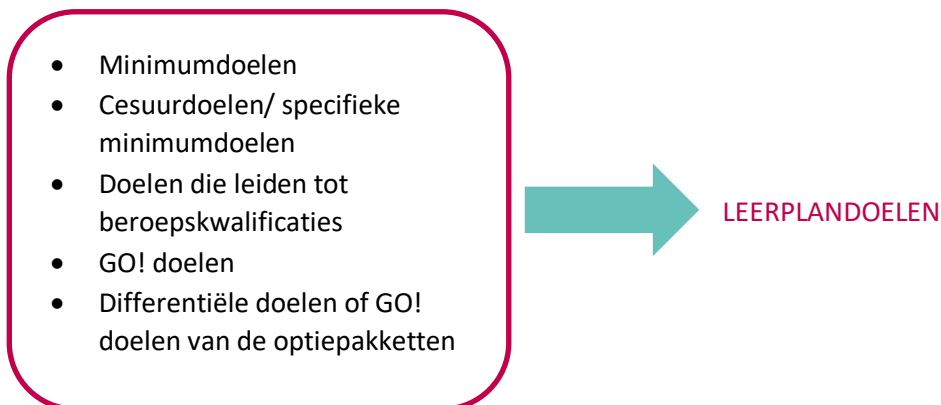 • Minimumdoelen
• Cesuurdoelen/ specifieke
minimumdoelen
• Doelen die leiden tot
beroepskwalificaties
• GO! doelen
• Differentiële doelen of GO!
doelen van de optiepakketten
LEERPLANDOELEN